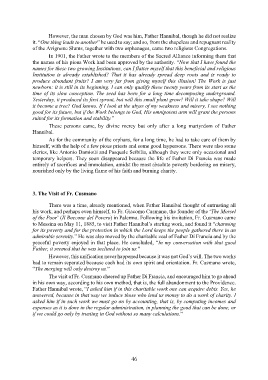 However, the man chosen by God was him, Father Hannibal, though he did not realize
it. "One thing leads to another" he used to say; and so, from the shapeless and repugnant reality
of the Avignone Slums, together with two orphanages, came two religious Congregations.
In 1901, the Father wrote to the members of the Sacred Alliance informing them that
the names of his pious Work had been approved by the authority. "Now that I have found the
names for these two growing Institutions, can I flatter myself that this beneficial and religious
Institution is already established? That it has already spread deep roots and is ready to
produce abundant fruits? I am very far from giving myself this illusion! The Work is just
newborn: it is still in its beginning. I can only qualify these twenty years from its start as the
time of its slow conception. The seed has been for a long time decomposing underground.
Yesterday, it produced its first sprout, but will this small plant grow? Will it take shape? Will
it become a tree? God knows. If I look at the abyss of my weakness and misery, I see nothing
good for its future, but if the Work belongs to God, His omnipotent arm will grant the persons
suited for its formation and stability."
These persons came, by divine mercy but only after a long martyrdom of Father
Hannibal.
As for the community of the orphans, for a long time, he had to take care of them by
himself, with the help of a few pious priests and some good laypersons. There were also some
clerics, like Antonio Damico and Pasquale Serbilia, although they were only occasional and
temporary helpers. They soon disappeared because the life of Father Di Francia was made
entirely of sacrifices and immolation, amidst the most absolute poverty bordering on misery,
nourished only by the living flame of his faith and burning charity.
3. The Visit of Fr. Cusmano
There was a time, already mentioned, when Father Hannibal thought of entrusting all
his work, and perhaps even himself, to Fr. Giacomo Cusmano, the founder of the "The Morsel
of the Poor" (Il Boccone del Povero) in Palermo. Following his invitation, Fr. Cusmano came
to Messina on May 11, 1885, to visit Father Hannibal's starting work, and found it "charming
for its poverty and for the protection in which the Lord keeps the people gathered there in an
admirable serenity." He was also moved by the charitable zeal of Father Di Francia and by the
peaceful poverty enjoyed in that place. He concluded, "In my conversation with that good
Father, it seemed that he was inclined to join us"
However, this unification never happened because it was not God's will. The two works
had to remain separated because each had its own spirit and orientation. Fr. Cusmano wrote,
"The merging will only destroy us."
The visit of Fr. Cusmano cheered up Father Di Francia, and encouraged him to go ahead
in his own way, according to his own method, that is, the full abandonment to the Providence.
Father Hannibal wrote, "I asked him if in this charitable work one can acquire debts. Yes, he
answered, because in that way we induce those who lend us money to do a work of charity. I
asked him if in such work we must go on by accounting, that is, by computing incomes and
expenses as it is done in the regular administration, in planning the good that can be done, or
if we could go only by trusting in God without so many calculations."
46